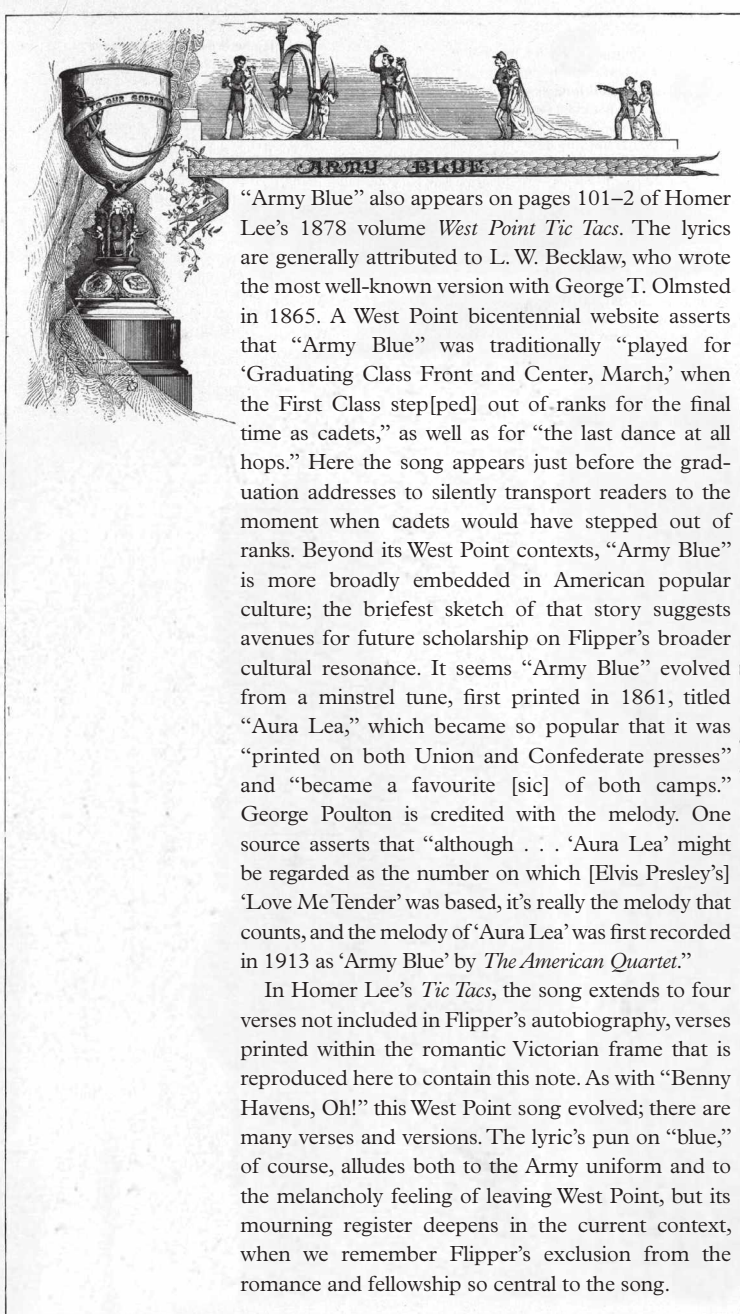 ARMY BLUE.
“Army Blue” also appears on pages 101–2 of Homer
Lee’s 1878 volume West Point Tic Tacs. The lyrics
are generally attributed to L. W. Becklaw, who wrote
the most well-known version with George T. Olmsted
in 1865. A West Point bicentennial website asserts
that “Army Blue” was traditionally “played for
‘Graduating Class Front and Center, March,’ when
the First Class step[ped] out of ranks for the final
time as cadets,” as well as for “the last dance at all
hops.” Here the song appears just before the grad-
uation addresses to silently transport readers to the
moment when cadets would have stepped out of
ranks. Beyond its West Point contexts, “Army Blue”
is more broadly embedded in American popular
culture; the briefest sketch of that story suggests
avenues for future scholarship on Flipper’s broader
cultural resonance. It seems “Army Blue” evolved
from a minstrel tune, first printed in 1861, titled
“Aura Lea,” which became so popular that it was
“printed on both Union and Confederate presses”
and “became a favourite [sic] of both camps.”
George Poulton is credited with the melody. One
source asserts that “although . . . ‘Aura Lea’ might
be regarded as the number on which [Elvis Presley’s]
‘Love Me Tender’ was based, it’s really the melody that
counts, and the melody of ‘Aura Lea’ was first recorded
in 1913 as ‘Army Blue’ by The American Quartet.”
In Homer Lee’s Tic Tacs, the song extends to four
verses not included in Flipper’s autobiography, verses
printed within the romantic Victorian frame that is
reproduced here to contain this note. As with “Benny
Havens, Oh!” this West Point song evolved; there are
many verses and versions. The lyric’s pun on “blue,”
of course, alludes both to the Army uniform and to
the melancholy feeling of leaving West Point, but its
mourning register deepens in the current context,
when we remember Flipper’s exclusion from the
romance and fellowship so central to the song.